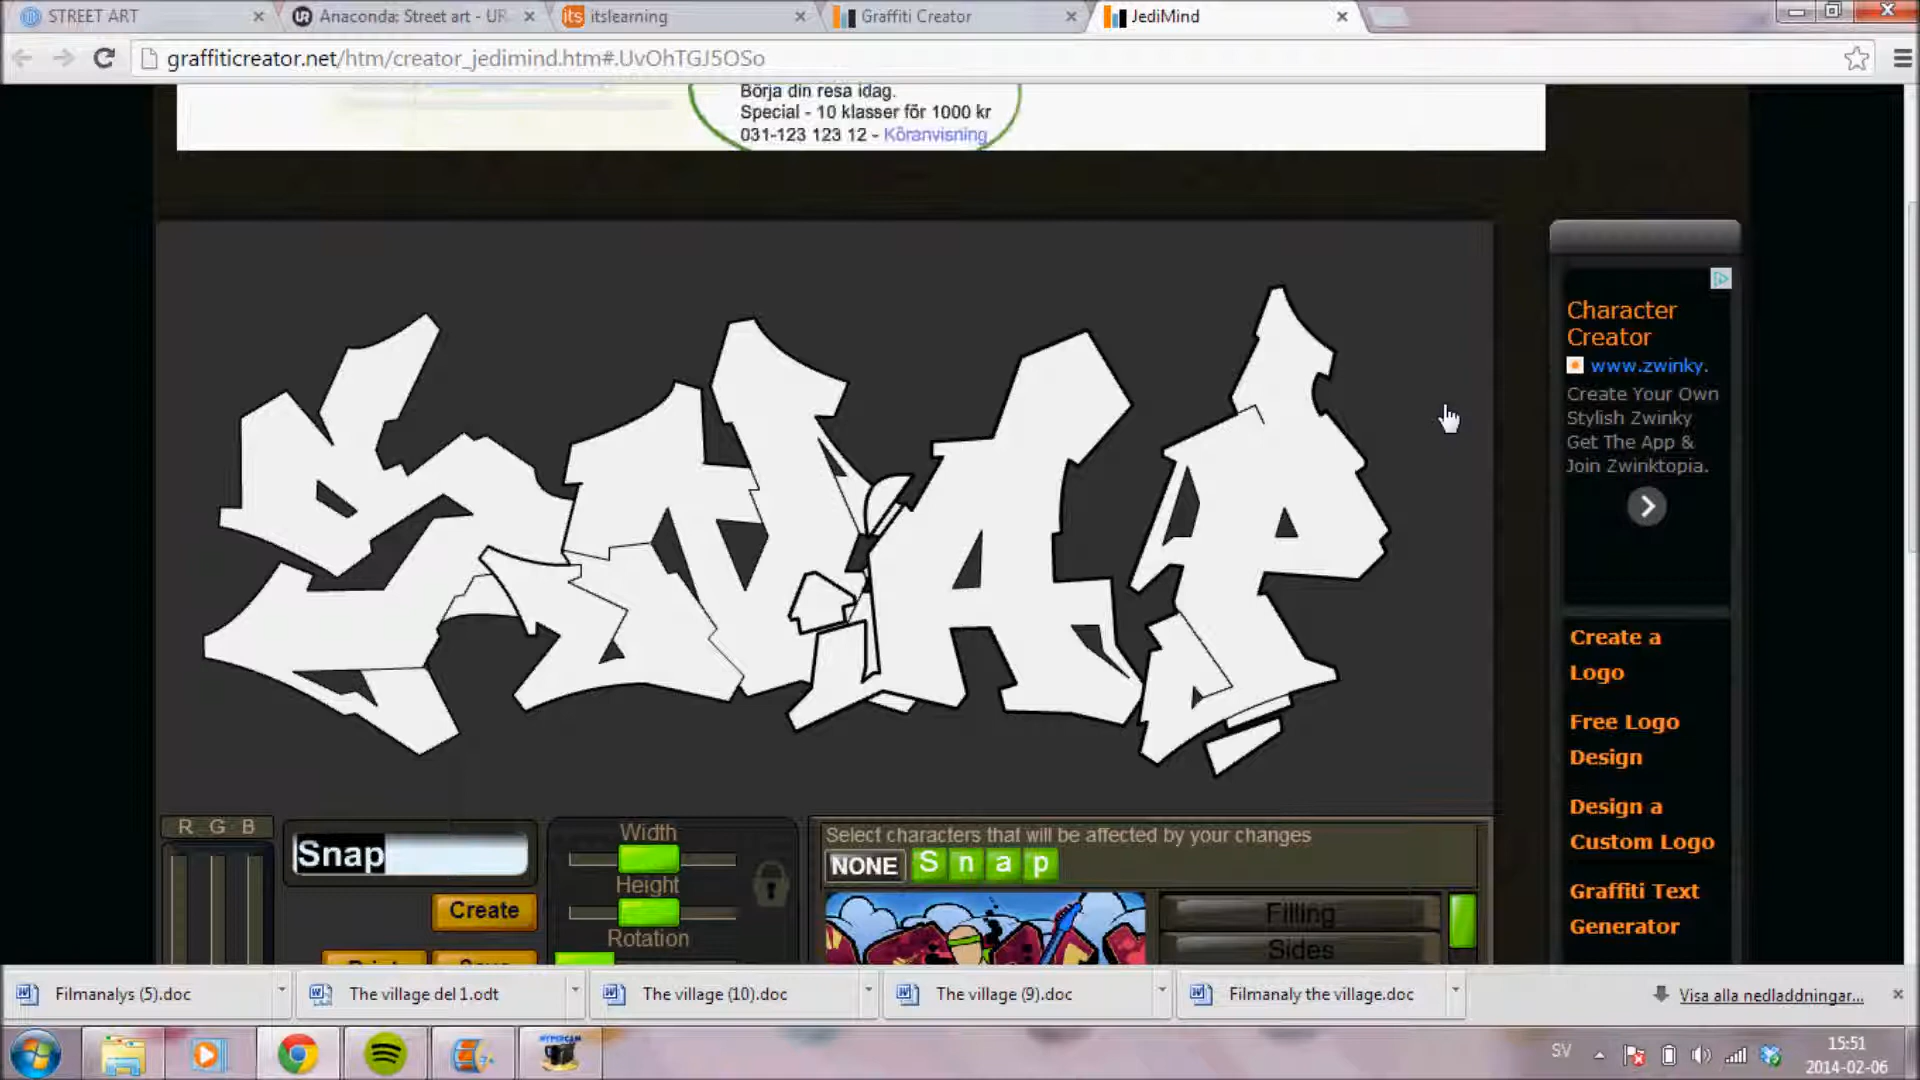 STREET ART
Anaconda: Street art - UR
itslearning
Graffiti Creator
JediMind
graffiticreator.net/htm/creator_jedimind.htm#.UvOhTGJ5OSo
Börja din resa idag.
Special - 10 klasser för 1000 kr
031-123 123 12 - Köranvisning
SNAP
Character
Creator
www.zwinky.
Create Your Own
Stylish Zwinky
Get The App &
Join Zwinktopia.
Create a
Logo
Free Logo
Design
Design a
Custom Logo
Graffiti Text
Generator
R G B
Snap
Create
Width
Height
Rotation
Select characters that will be affected by your changes
NONE S n a p
Filling
Sides
Filmanalys (5).doc
The village del 1.odt
The village (10).doc
The village (9).doc
Filmanaly the village.doc
Visa alla nedladdningar...
HYPERCAM
SV
15:51
2014-02-06